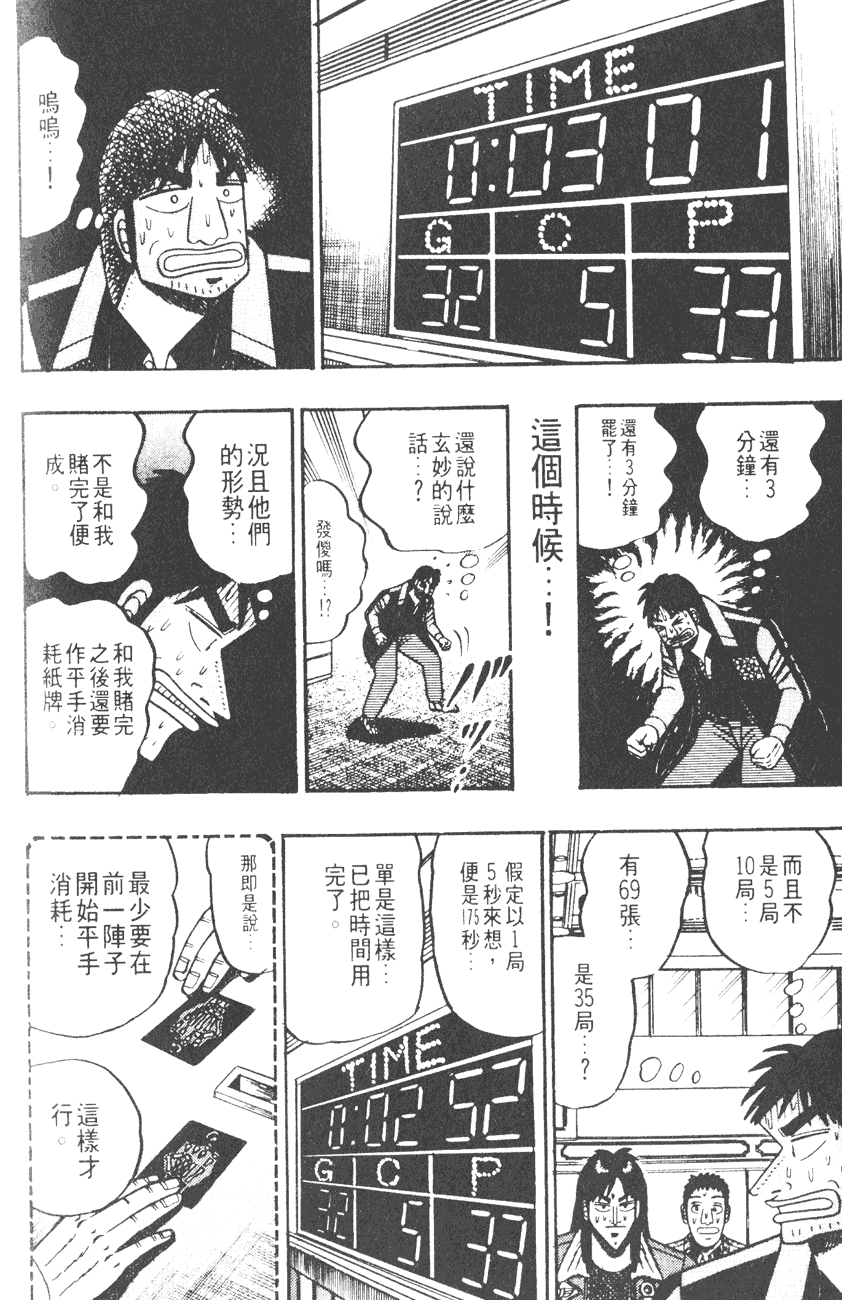 TIME
0:03 01
G C P
32 5 33
嗚
嗚…！
還有3
分鐘…
還有3分鐘
罷了…！
這個時候…！
還說什麼
玄妙的說
話…？
發傻嗎…!?
況且他們
的形勢…
不是和我
賭完了便
成。
和我賭完
之後還要
作平手消
耗紙牌。
而且不
是5局
10局…
有
69張…
是
35局…？
假定以1局
5秒來想，
便是175秒…
單是這樣…
已把時間用
完了。
TIME
0:02 52
G C P
32 5 33
那即是說…
最少要在
前一陣子
開始平手
消耗…
這樣才
行。